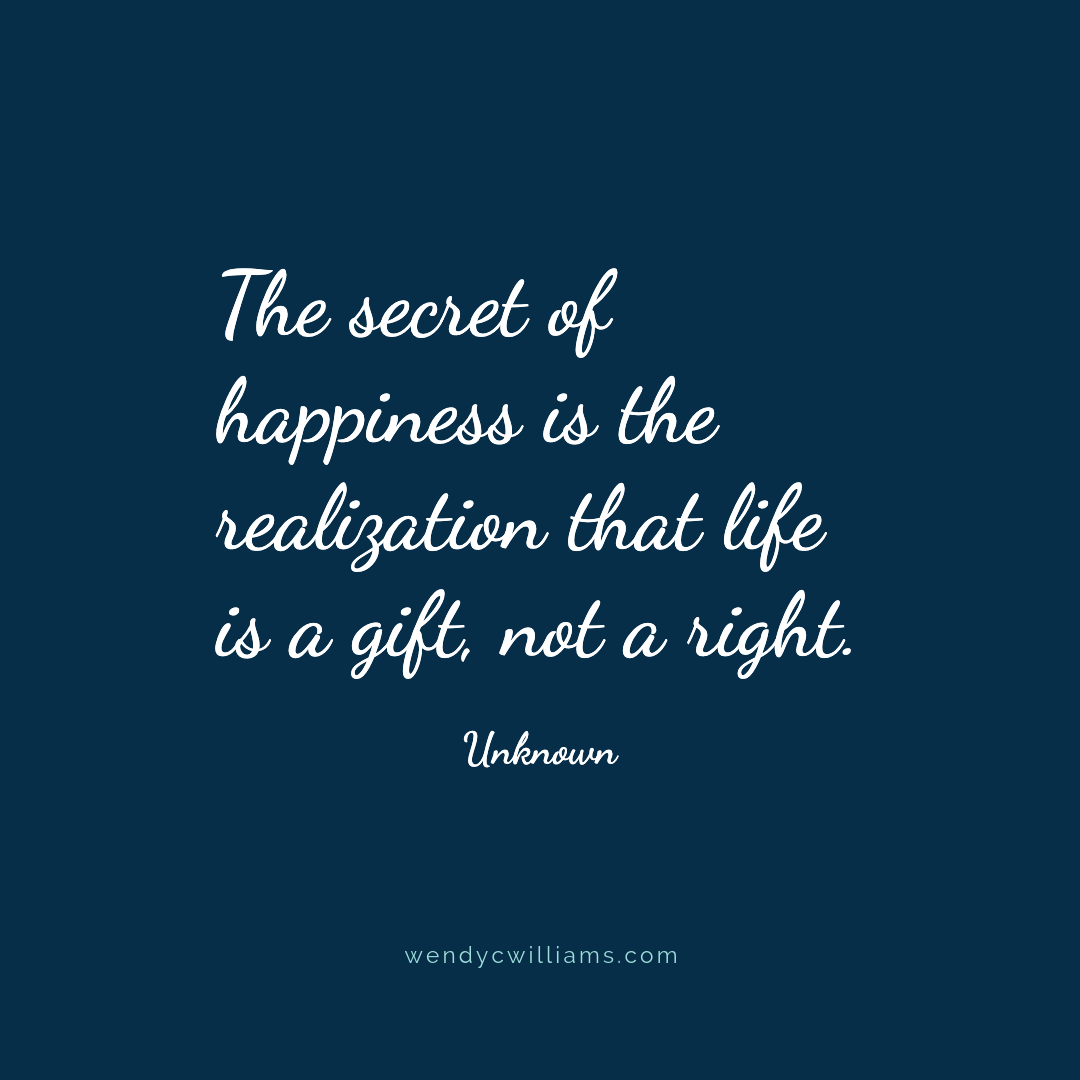 The secret of
happiness is the
realization that life
is a gift, not a right.
Unknown
wendycwilliams.com